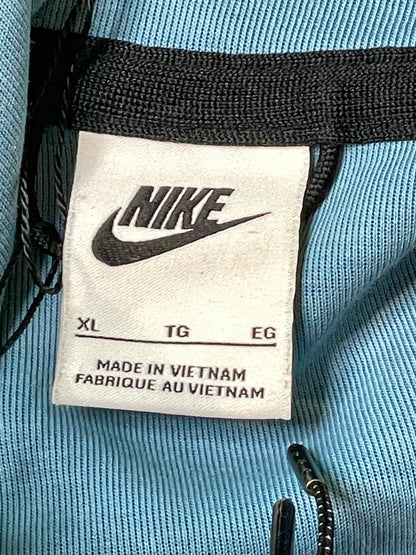 NIKE
XL TG EG
MADE IN VIETNAM
FABRIQUE AU VIETNAM